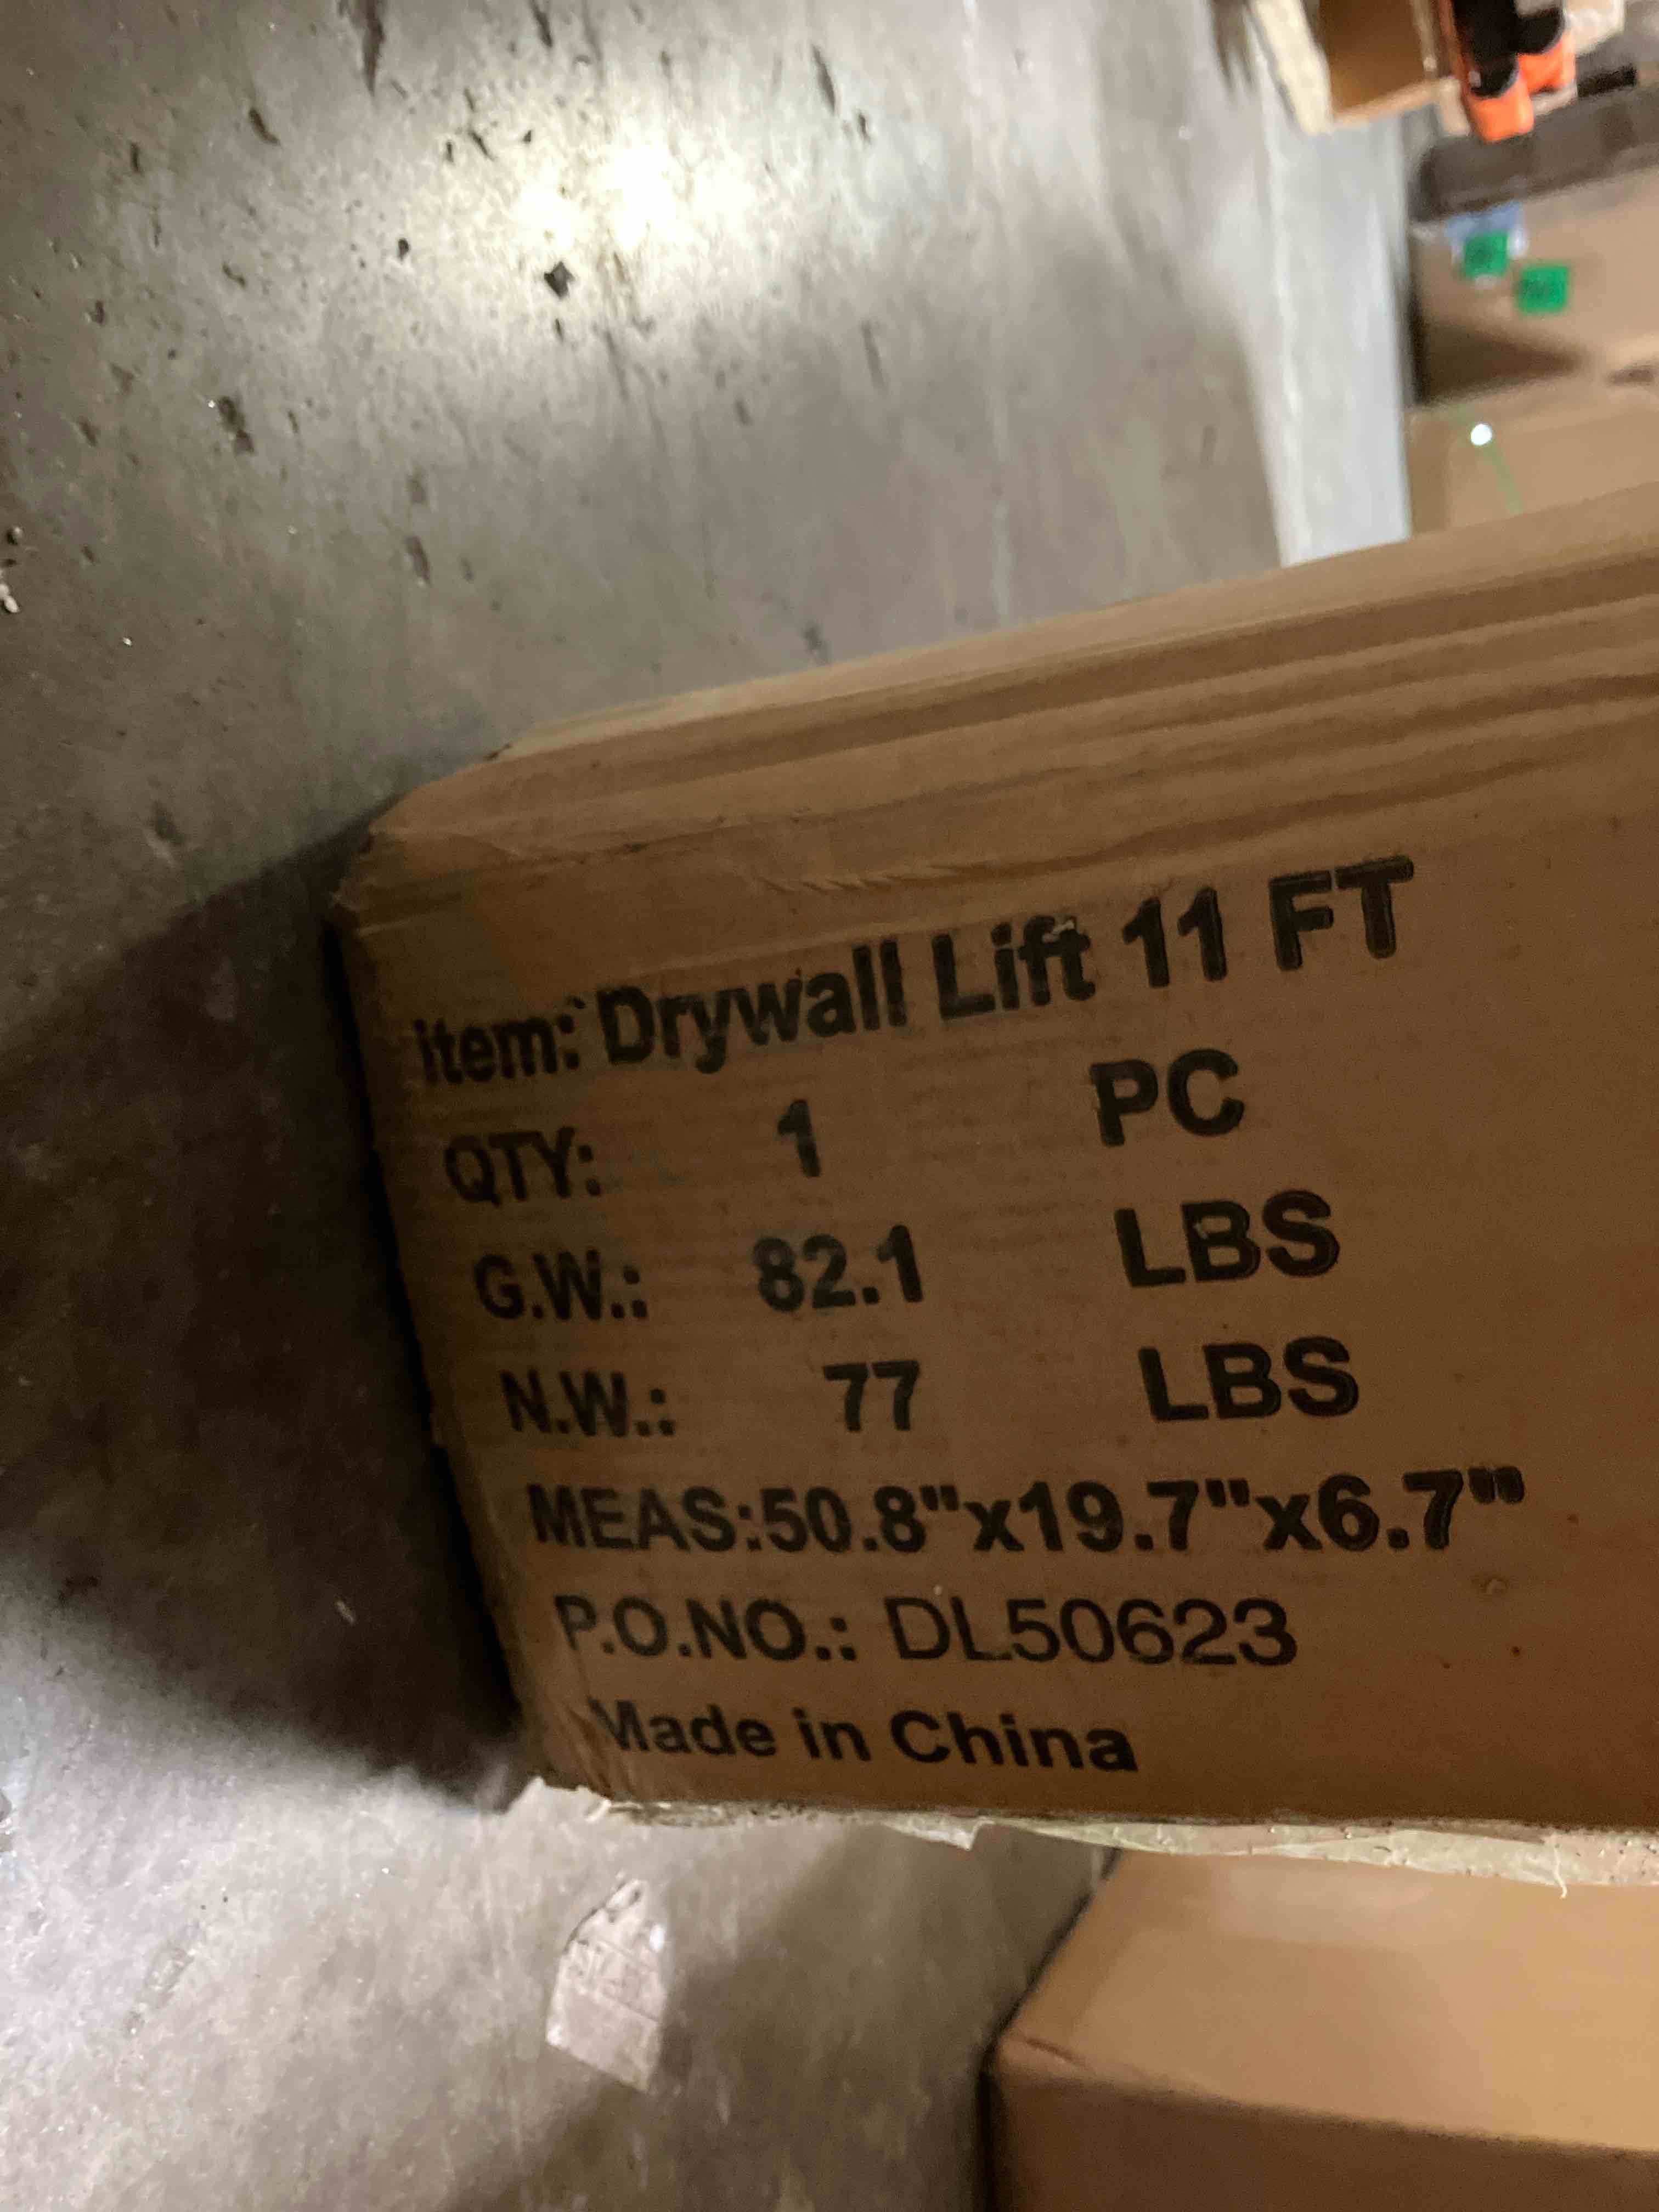 item: Drywall Lift 11 FT
QTY: 1 PC
G.W.: 82.1 LBS
N.W.: 77 LBS
MEAS:50.8"x19.7"x6.7"
P.O.NO.: DL50623
Made in China